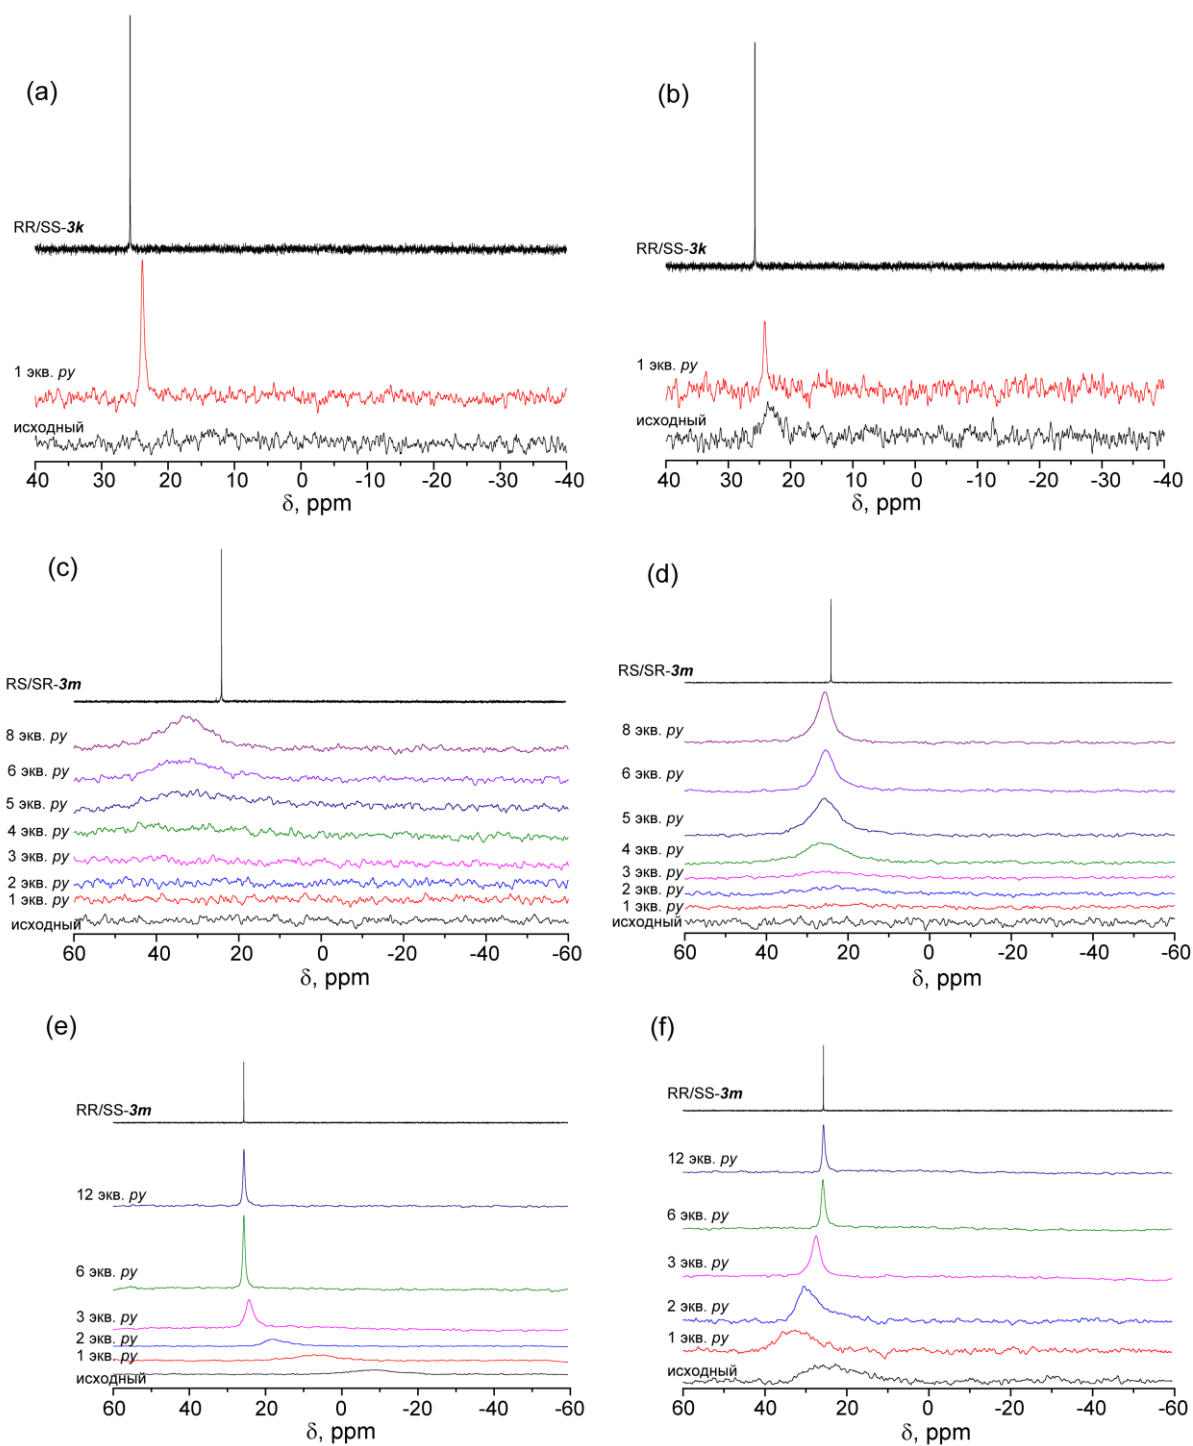 (a)
RR/SS-3k
1 экв. py
исходный
40 30 20 10 0 -10 -20 -30 -40
δ, ppm
(b)
RR/SS-3k
1 экв. py
исходный
40 30 20 10 0 -10 -20 -30 -40
δ, ppm
(c)
RS/SR-3m
8 экв. py
6 экв. py
5 экв. py
4 экв. py
3 экв. py
2 экв. py
1 экв. py
исходный
60 40 20 0 -20 -40 -60
δ, ppm
(d)
RS/SR-3m
8 экв. py
6 экв. py
5 экв. py
4 экв. py
3 экв. py
2 экв. py
1 экв. py
исходный
60 40 20 0 -20 -40 -60
δ, ppm
(e)
RR/SS-3m
12 экв. py
6 экв. py
3 экв. py
2 экв. py
1 экв. py
исходный
60 40 20 0 -20 -40 -60
δ, ppm
(f)
RR/SS-3m
12 экв. py
6 экв. py
3 экв. py
2 экв. py
1 экв. py
исходный
60 40 20 0 -20 -40 -60
δ, ppm